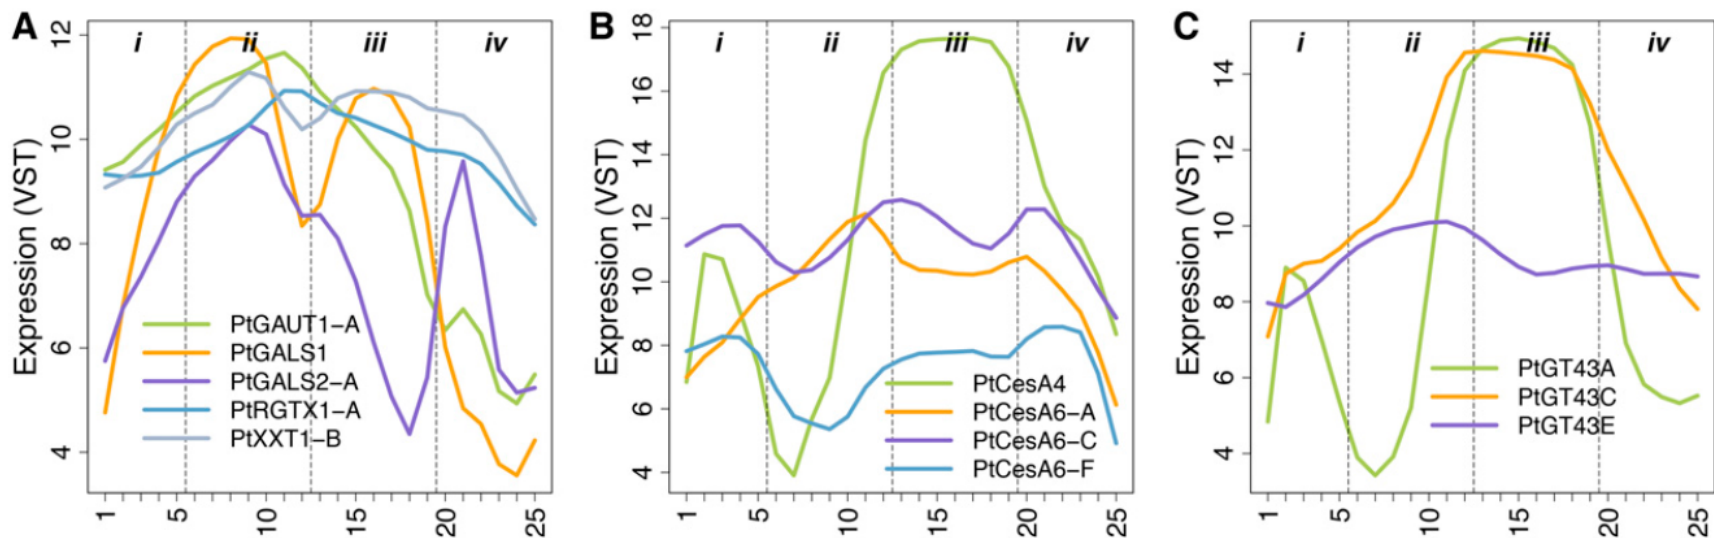 A
i ii iii iv
Expression (VST)
12
10
8
6
4
PtGAUT1-A
PtGALS1
PtGALS2-A
PtRGTX1-A
PtXXT1-B
1 5 10 15 20 25
B
i ii iii iv
Expression (VST)
18
16
14
12
10
8
6
4
PtCesA4
PtCesA6-A
PtCesA6-C
PtCesA6-F
1 5 10 15 20 25
C
i ii iii iv
Expression (VST)
14
12
10
8
6
4
PtGT43A
PtGT43C
PtGT43E
1 5 10 15 20 25